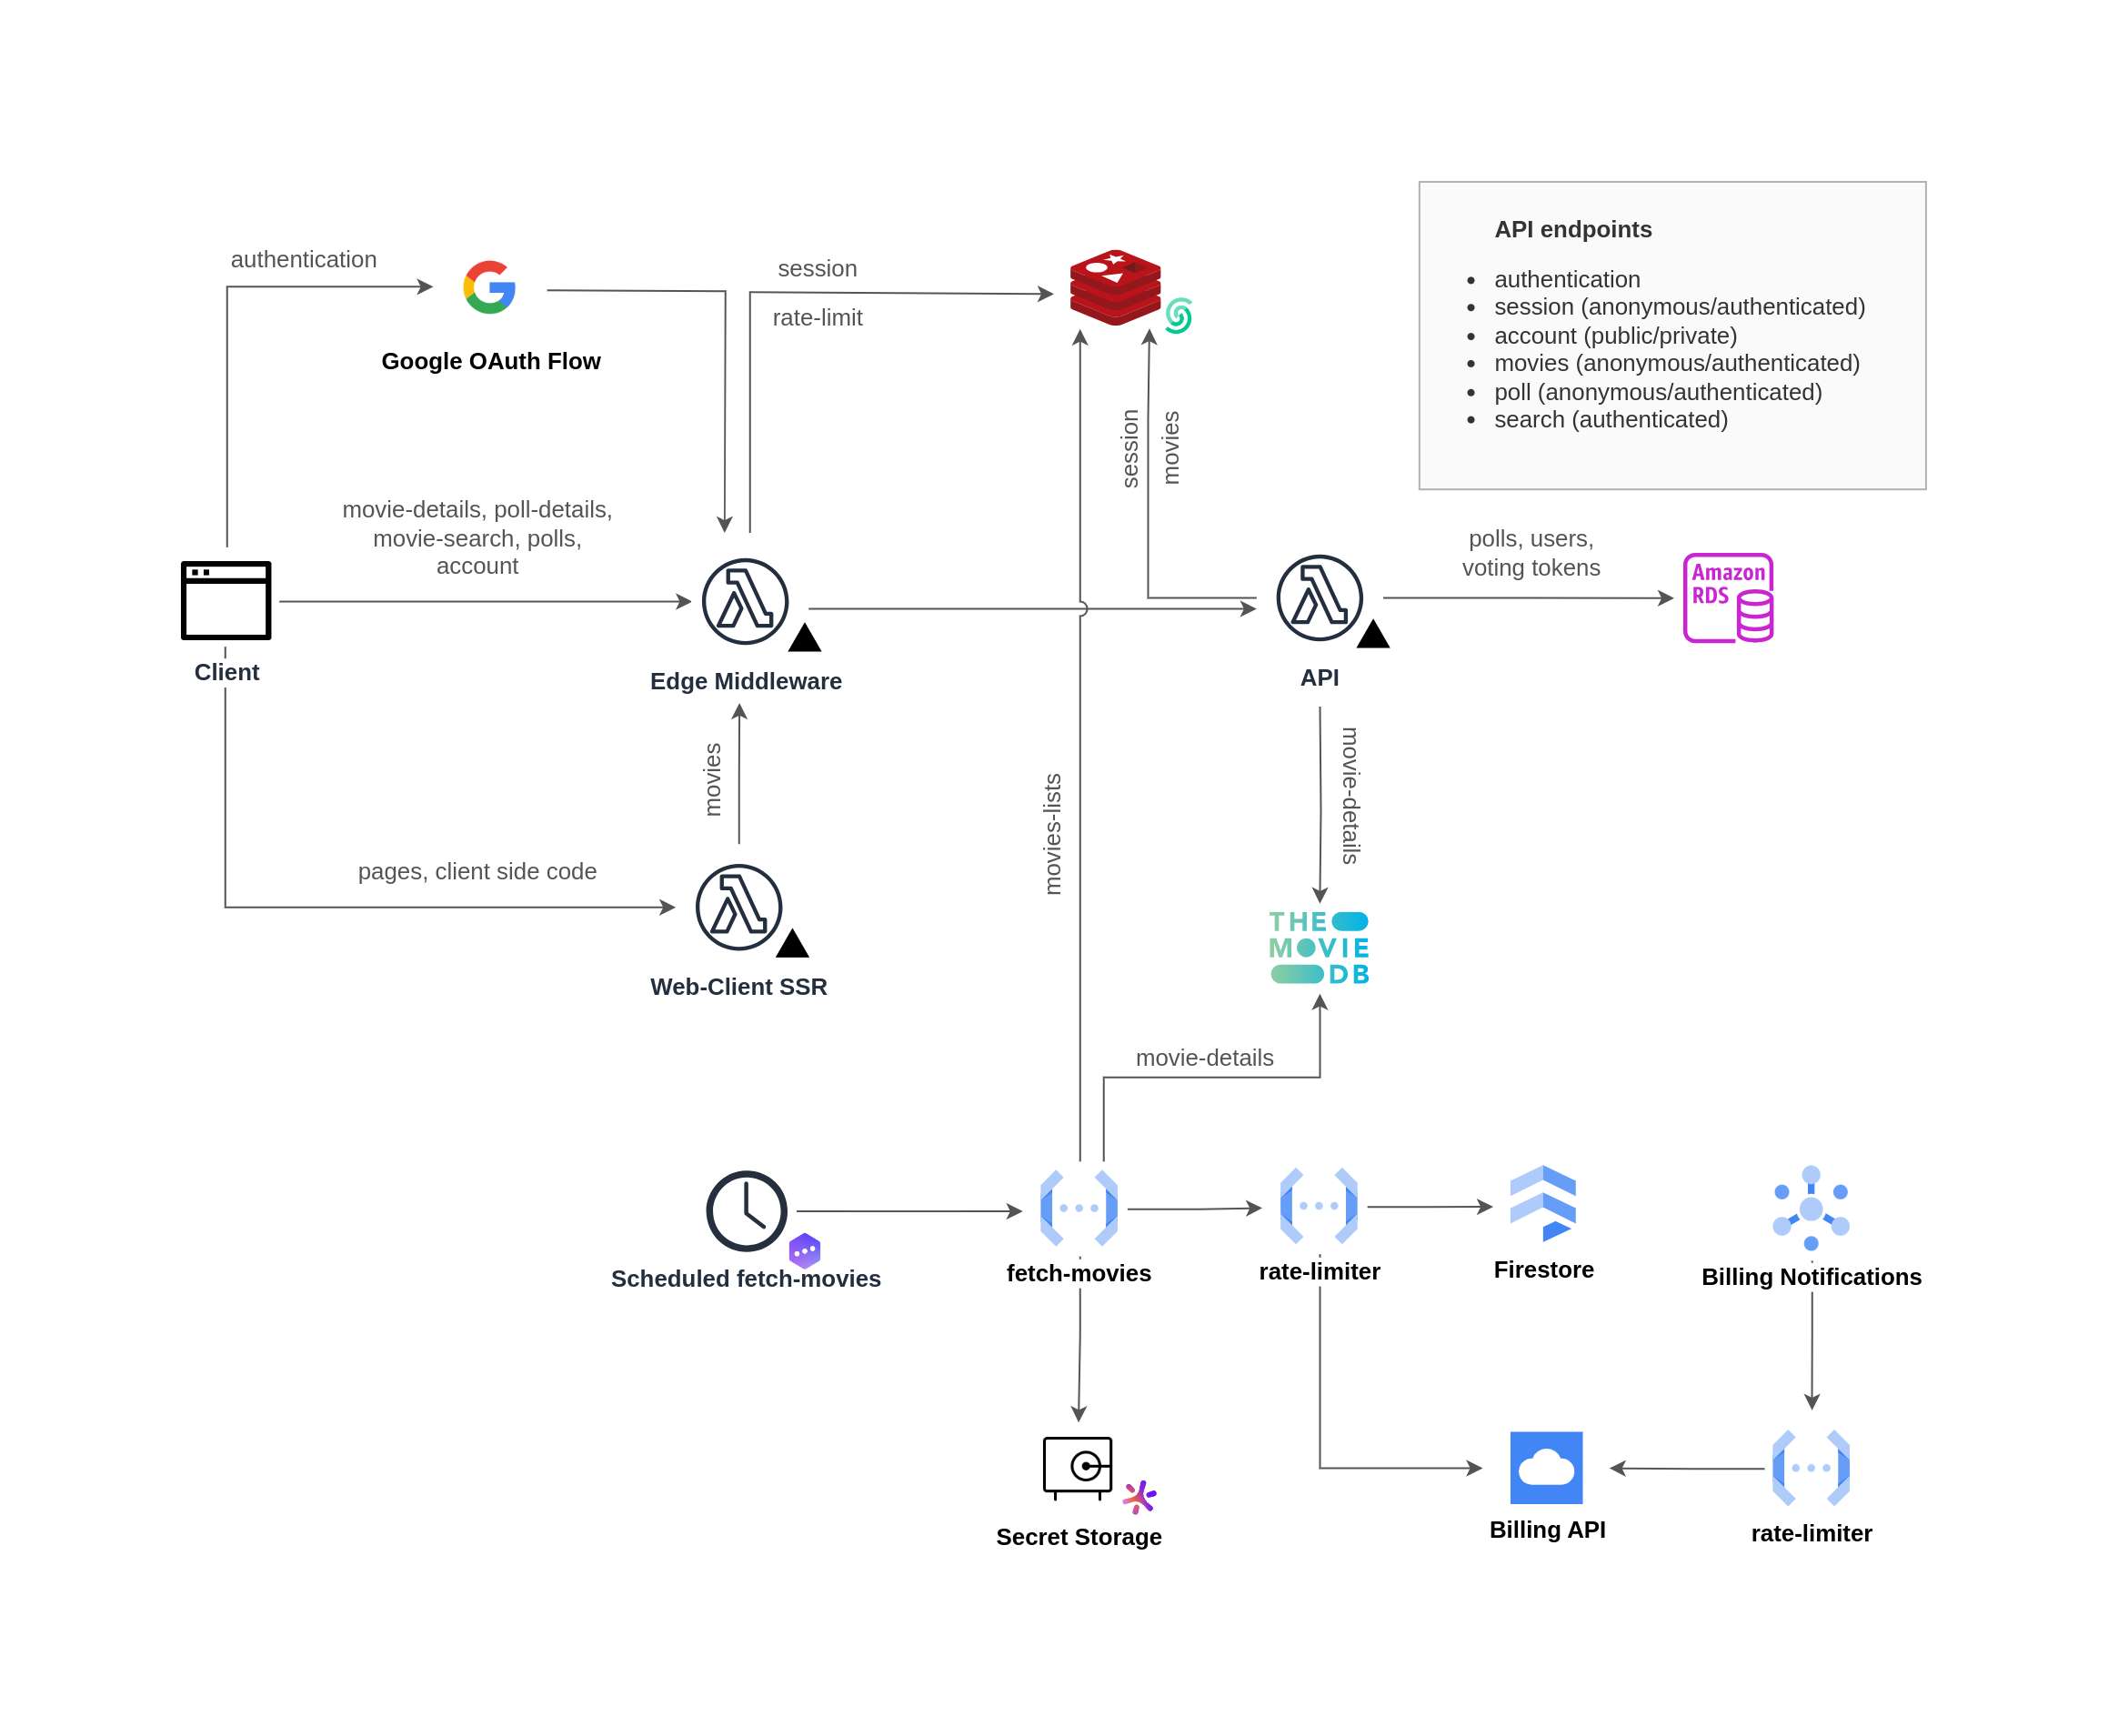 authentication
Google OAuth Flow
session
rate-limit
API endpoints
authentication
session (anonymous/authenticated)
account (public/private)
movies (anonymous/authenticated)
poll (anonymous/authenticated)
search (authenticated)
movie-details, poll-details,
movie-search, polls,
account
session
movies
polls, users,
voting tokens
Amazon
RDS
Client
Edge Middleware
API
movies
movies-lists
movie-details
pages, client side code
Web-Client SSR
THE
MOVIE
DB
movie-details
Scheduled fetch-movies
fetch-movies
rate-limiter
Firestore
Billing Notifications
Secret Storage
Billing API
rate-limiter